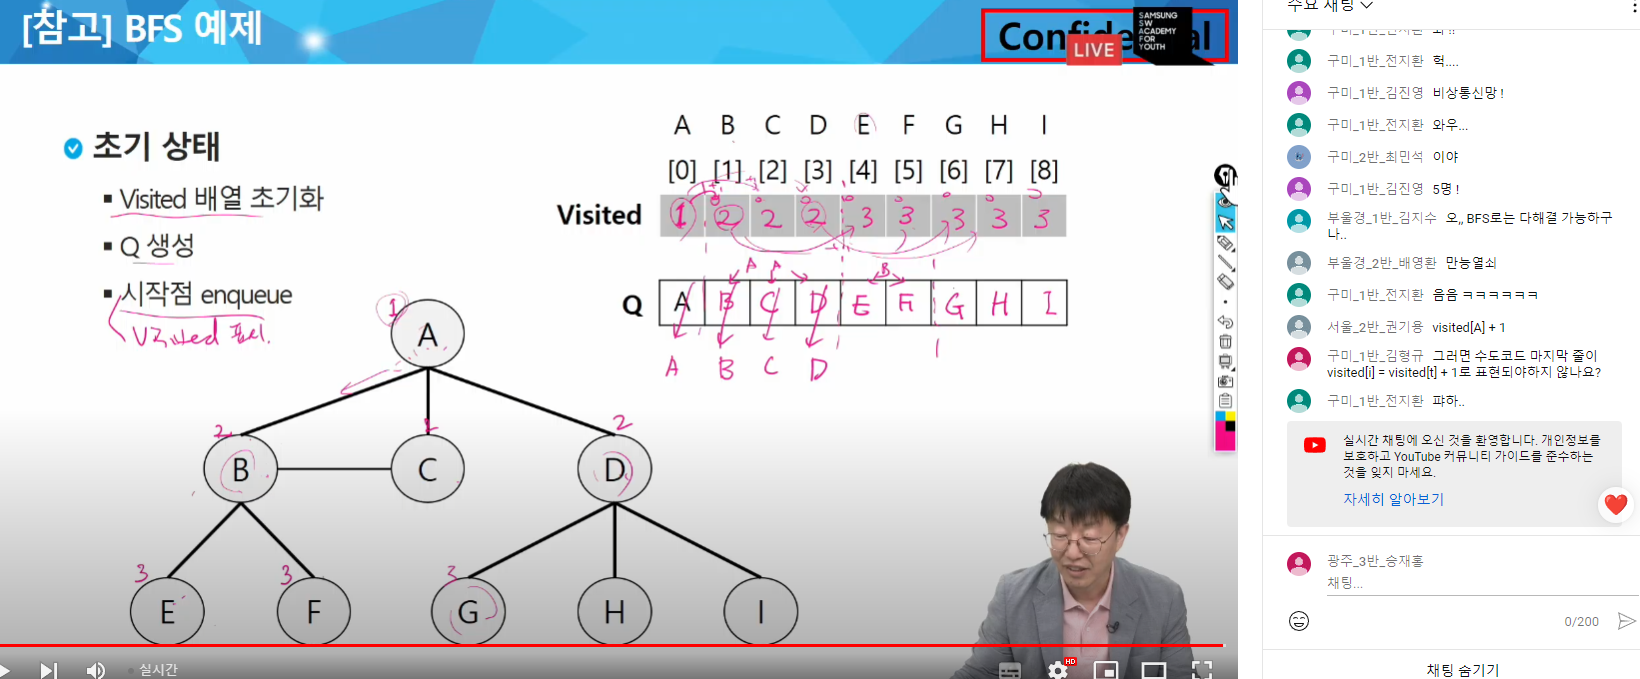 [참고] BFS 예제
LIVE
SAMSUNG
SW
ACADEMY
FOR
YOUTH
초기 상태
Visited 배열 초기화
Q 생성
시작점 enqueue
Visited 표시.
A B C D E F G H I
[0] [1] [2] [3] [4] [5] [6] [7] [8]
Visited 1 2 2 2 3 3 3 3 3
A A B
Q A B C D E F G H I
A B C D
1
A
2 2
B C D
3 3 3
E F G H I
실시간
HD
수요 채팅
구미_1반_전지환 헉....
구미_1반_김진영 비상통신망 !
구미_1반_전지환 와우...
구미_2반_최민석 이야
구미_1반_김진영 5명 !
부울경_1반_김지수 오,, BFS로는 다해결 가능하구
나..
부울경_2반_배영환 만능열쇠
구미_1반_전지환 음음 ㅋㅋㅋㅋㅋㅋ
서울_2반_권기용 visited[A] + 1
구미_1반_김형규 그러면 수도코드 마지막 줄이
visited[i] = visited[t] + 1로 표현되야하지 않나요?
구미_1반_전지환 퍄하..
실시간 채팅에 오신 것을 환영합니다. 개인정보를
보호하고 YouTube 커뮤니티 가이드를 준수하는
것을 잊지 마세요.
자세히 알아보기
광주_3반_승재홍
채팅...
0/200
채팅 숨기기